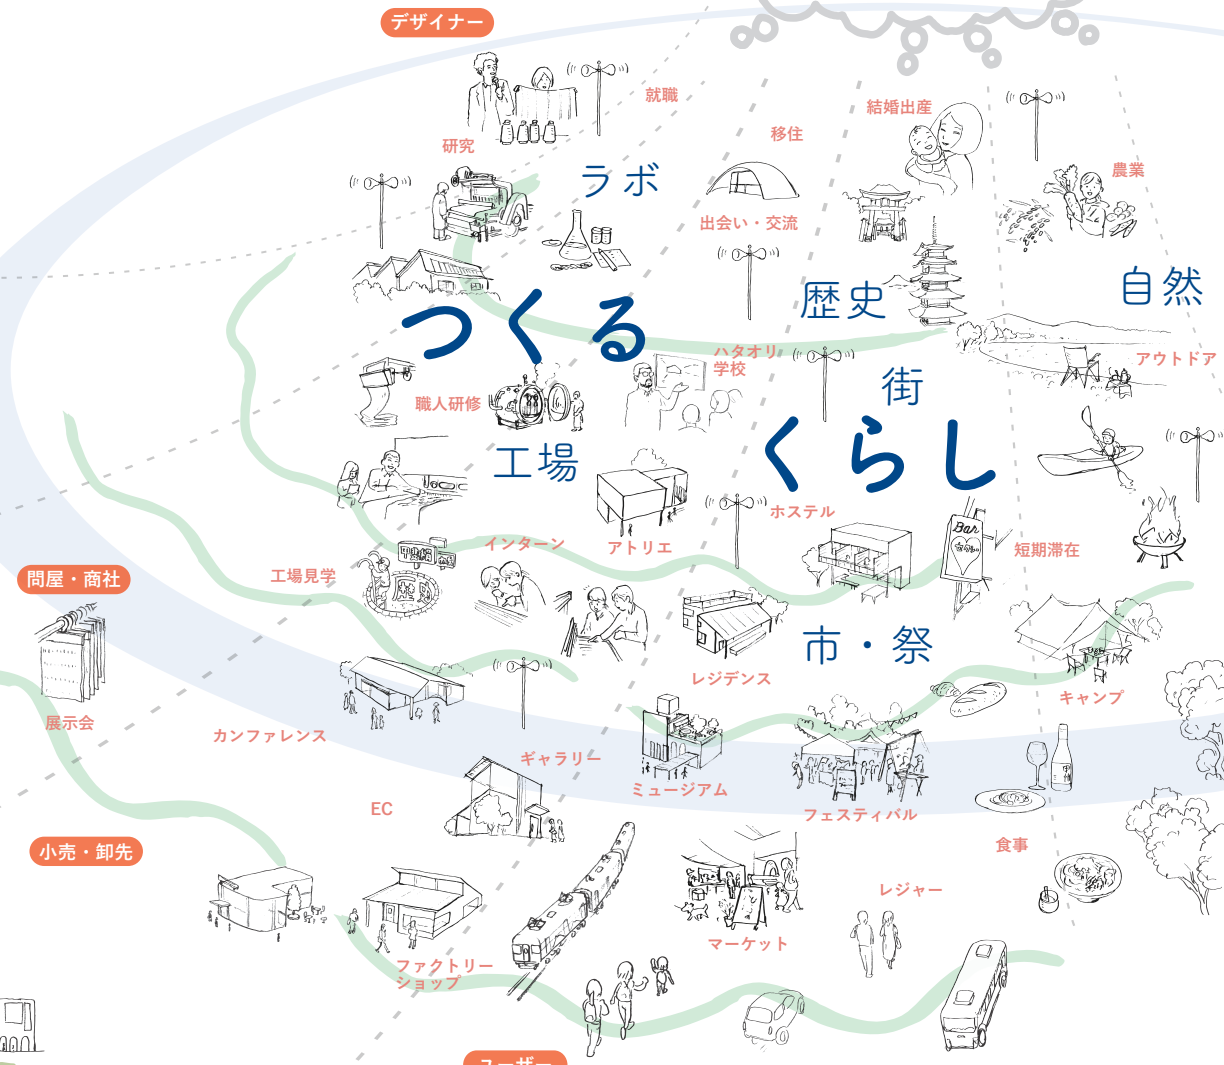 デザイナー
就職
結婚出産
移住
研究
農業
ラボ
出会い・交流
自然
歴史
つくる
ハタオリ
学校
アウトドア
街
職人研修
くらし
工場
ホステル
Bar
インターン
アトリエ
短期滞在
問屋・商社
工場見学
市・祭
レジデンス
キャンプ
展示会
カンファレンス
ギャラリー
ミュージアム
EC
フェスティバル
食事
小売・卸先
レジャー
マーケット
ファクトリー
ショップ
ユーザー